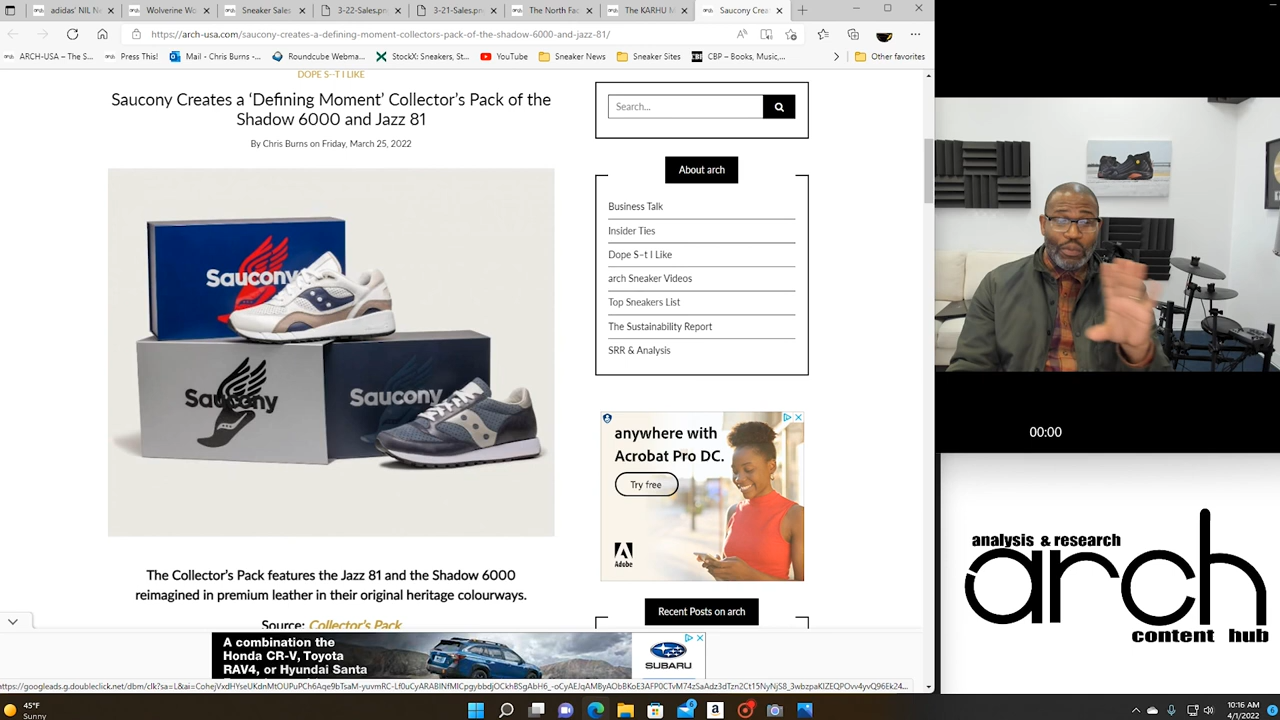 adidas' NIL Ne
Wolverine Wo
Sneaker Sales
3-22-Sales.pn
3-21-Sales.pn
The North Fac
The KARHU M
Saucony Crea
https://arch-usa.com/saucony-creates-a-defining-moment-collectors-pack-of-the-shadow-6000-and-jazz-81/
ARCH-USA – The S...
Press This!
Mail - Chris Burns -...
Roundcube Webma...
StockX: Sneakers, St...
YouTube
Sneaker News
Sneaker Sites
CBP – Books, Music,...
Other favorites
DOPE S--T I LIKE
Saucony Creates a 'Defining Moment' Collector's Pack of the
Shadow 6000 and Jazz 81
By Chris Burns on Friday, March 25, 2022
Saucony
Saucony
Saucony
The Collector's Pack features the Jazz 81 and the Shadow 6000
reimagined in premium leather in their original heritage colourways.
Source: Collector's Pack
Search...
About arch
Business Talk
Insider Ties
Dope S–t I Like
arch Sneaker Videos
Top Sneakers List
The Sustainability Report
SRR & Analysis
anywhere with
Acrobat Pro DC.
Try free
Adobe
Recent Posts on arch
A combination the
Honda CR-V, Toyota
RAV4, or Hyundai Santa
SUBARU
00:00
analysis & research
arch
content hub
45°F
Sunny
10:16 AM
4/1/2022